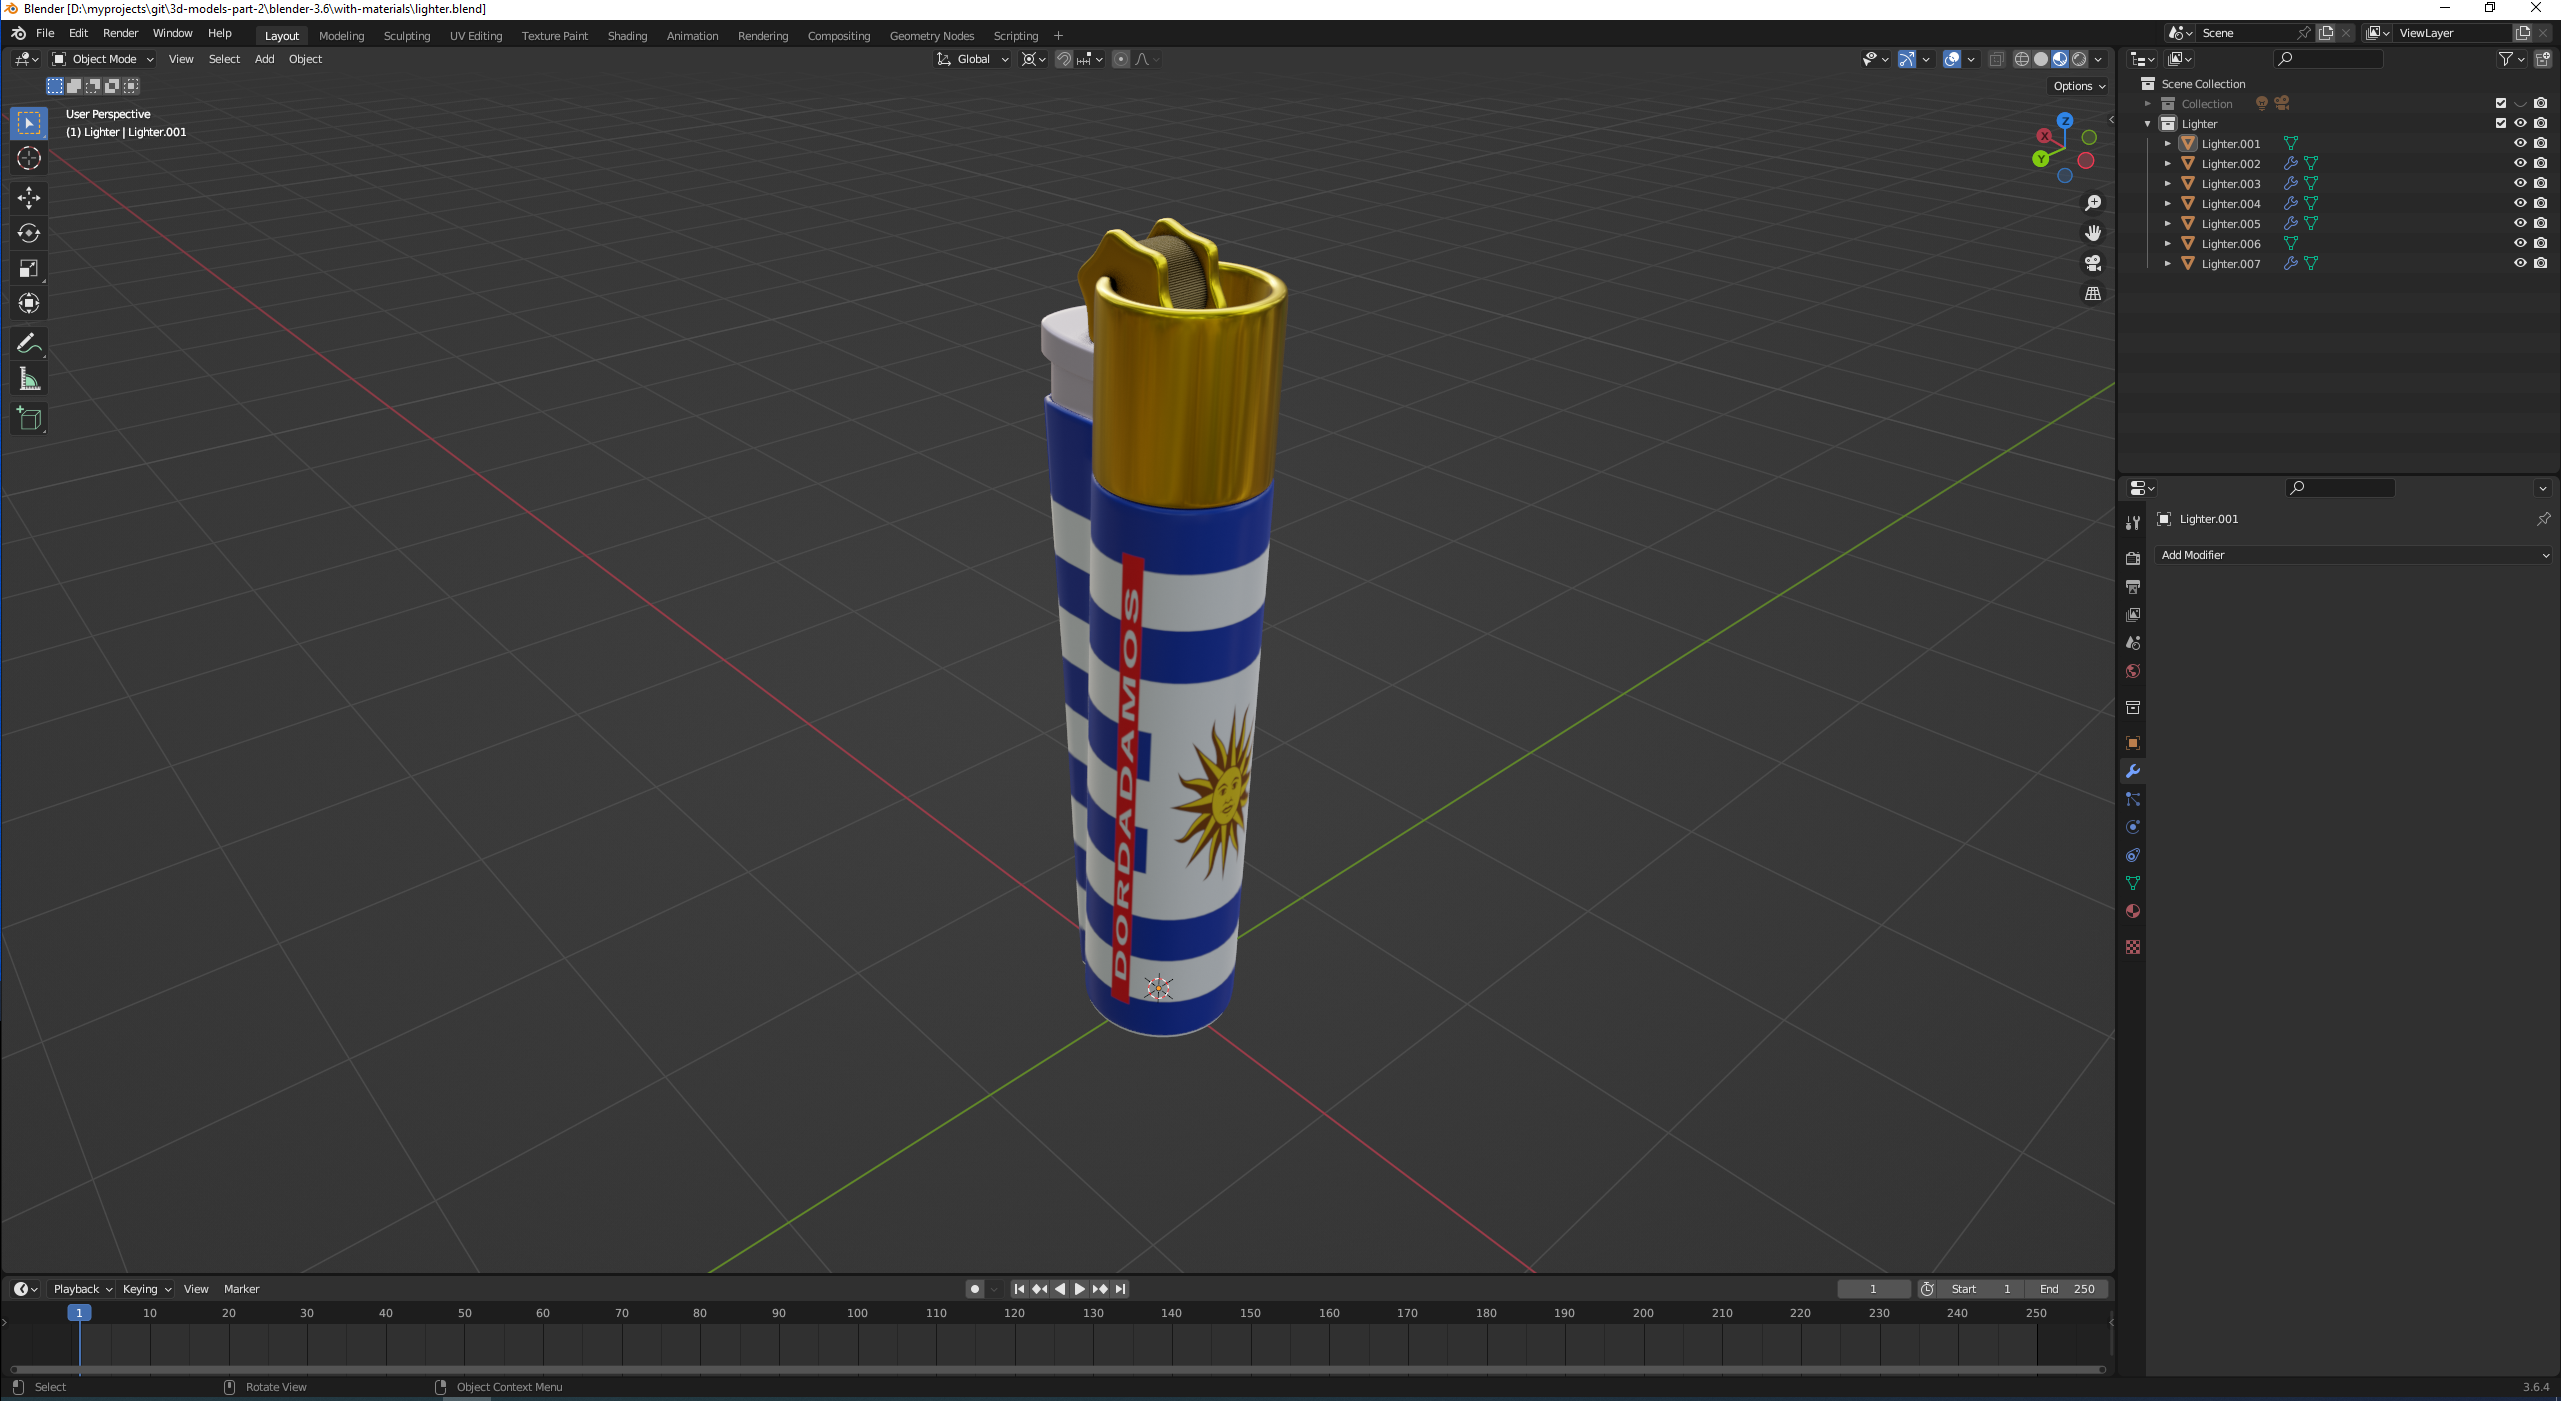 Blender [D:\myprojects\git\3d-models-part-2\blender-3.6\with-materials\lighter.blend]
File Edit Render Window Help Layout Modeling Sculpting UV Editing Texture Paint Shading Animation Rendering Compositing Geometry Nodes Scripting + Scene ViewLayer
Object Mode View Select Add Object Global
Options
User Perspective
(1) Lighter | Lighter.001
Z
X
Y
DORDADAMOS
Scene Collection
Collection
Lighter
Lighter.001
Lighter.002
Lighter.003
Lighter.004
Lighter.005
Lighter.006
Lighter.007
Lighter.001
Add Modifier
Playback Keying View Marker 1 Start 1 End 250
1 10 20 30 40 50 60 70 80 90 100 110 120 130 140 150 160 170 180 190 200 210 220 230 240 250
Select Rotate View Object Context Menu 3.6.4